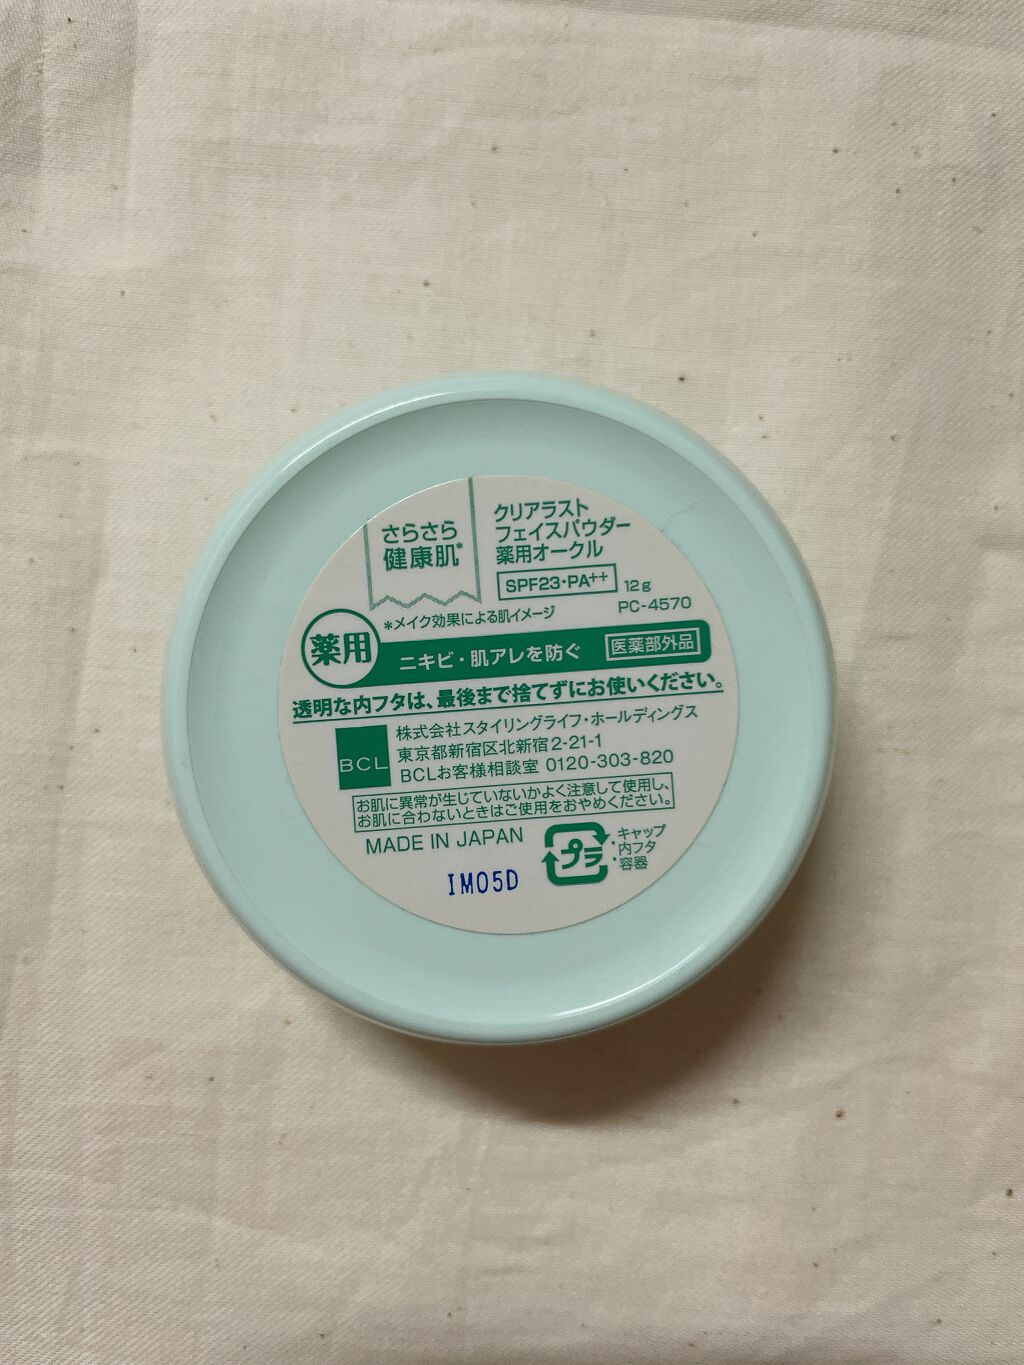 さらさら
健康肌*
クリアラスト
フェイスパウダー
薬用オークル
SPF23・PA++ 12g
*メイク効果による肌イメージ PC-4570
薬用 ニキビ・肌アレを防ぐ 医薬部外品
透明な内フタは、最後まで捨てずにお使いください。
BCL
株式会社スタイリングライフ・ホールディングス
東京都新宿区北新宿2-21-1
BCLお客様相談室 0120-303-820
お肌に異常が生じていないかよく注意して使用し、
お肌に合わないときはご使用をおやめください。
MADE IN JAPAN
プラ
キャップ
・内フタ
・容器
IM05D